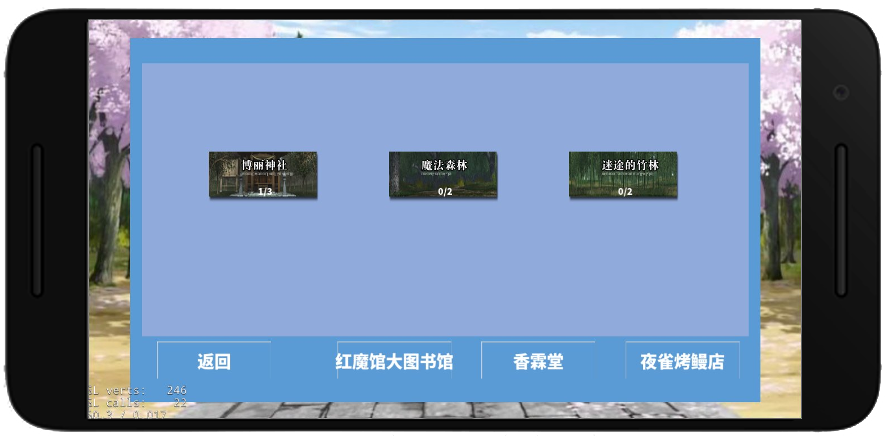 博丽神社
1/3
魔法森林
0/2
迷途的竹林
0/2
返回
红魔馆大图书馆
香霖堂
夜雀烤鳗店
GL verts: 246
GL calls: 22
60.3 / 0.017